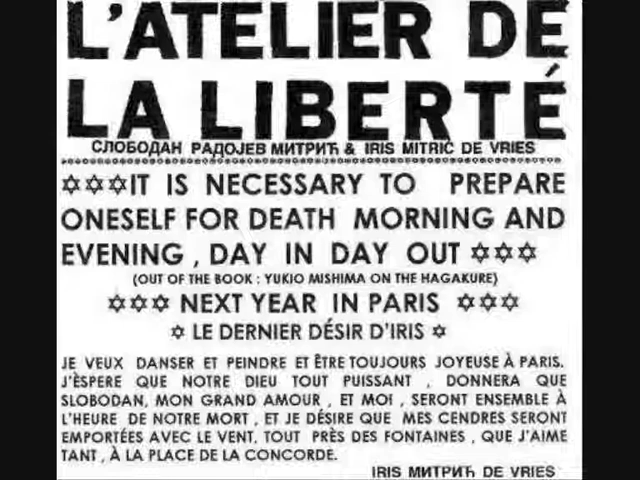 L'ATELIER DE
LA LIBERTÉ
СЛОБОДАН РАДОЈЕВ МИТРИЋ & IRIS MITRIĆ DE VRIES
✡✡✡IT IS NECESSARY TO PREPARE
ONESELF FOR DEATH MORNING AND
EVENING , DAY IN DAY OUT ✡✡✡
(OUT OF THE BOOK : YUKIO MISHIMA ON THE HAGAKURE)
✡✡✡ NEXT YEAR IN PARIS ✡✡✡
✡ LE DERNIER DÉSIR D'IRIS ✡
JE VEUX DANSER ET PEINDRE ET ÊTRE TOUJOURS JOYEUSE À PARIS.
J'ÈSPERE QUE NOTRE DIEU TOUT PUISSANT , DONNERA QUE
SLOBODAN, MON GRAND AMOUR , ET MOI , SERONT ENSEMBLE À
L'HEURE DE NOTRE MORT , ET JE DÉSIRE QUE MES CENDRES SERONT
EMPORTÉES AVEC LE VENT, TOUT PRÈS DES FONTAINES , QUE J'AIME
TANT , À LA PLACE DE LA CONCORDE.
IRIS МИТРИЋ DE VRIES